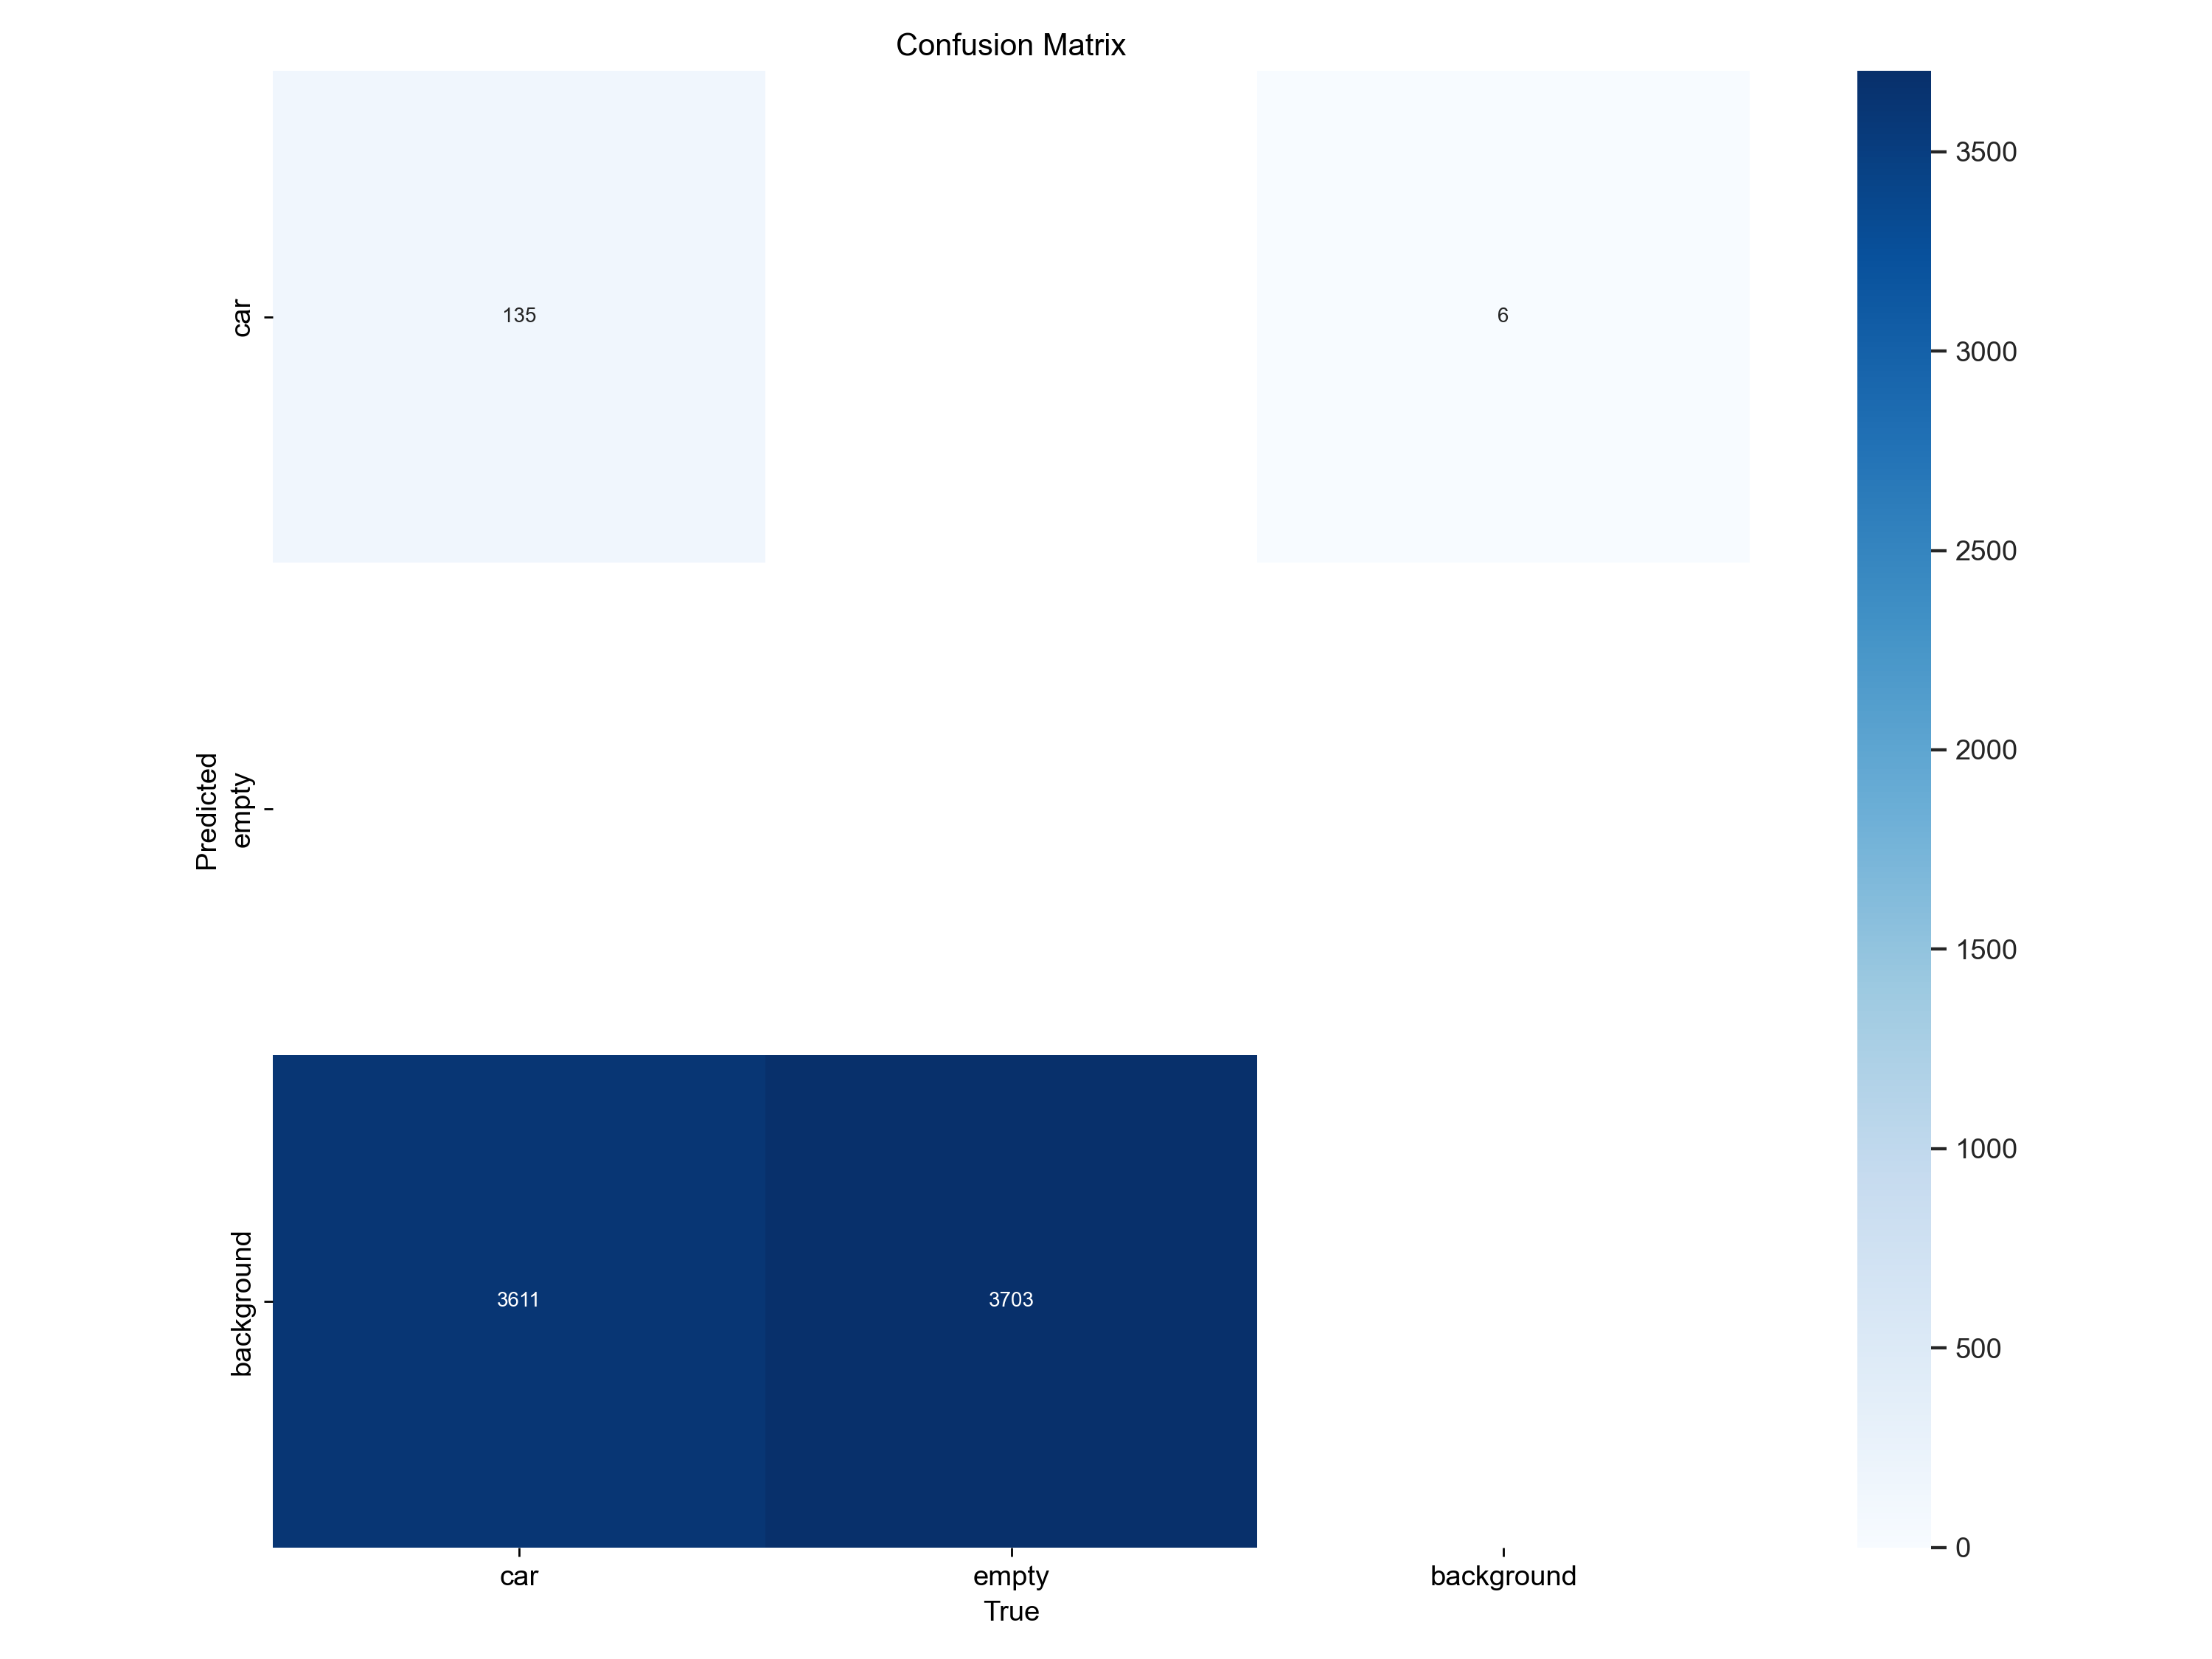 Confusion Matrix
car
135
6
3500
3000
2500
2000
Predicted
empty
1500
1000
background
3611
3703
500
0
car
empty
background
True